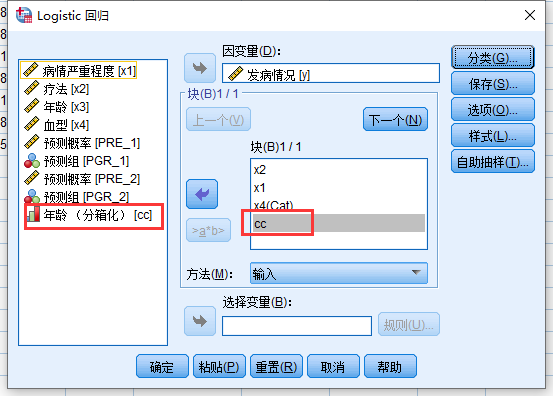 Logistic 回归
病情严重程度 [x1]
疗法 [x2]
年龄 [x3]
血型 [x4]
预测概率 [PRE_1]
预测组 [PGR_1]
预测概率 [PRE_2]
预测组 [PGR_2]
年龄 （分箱化） [cc]
因变量(D):
发病情况 [y]
块(B)1 / 1
上一个(V)
下一个(N)
块(B)1 / 1
x2
x1
x4(Cat)
cc
>a*b>
方法(M):
输入
选择变量(B):
规则(U)...
分类(G)...
保存(S)...
选项(O)...
样式(L)...
自助抽样(T)...
确定
粘贴(P)
重置(R)
取消
帮助